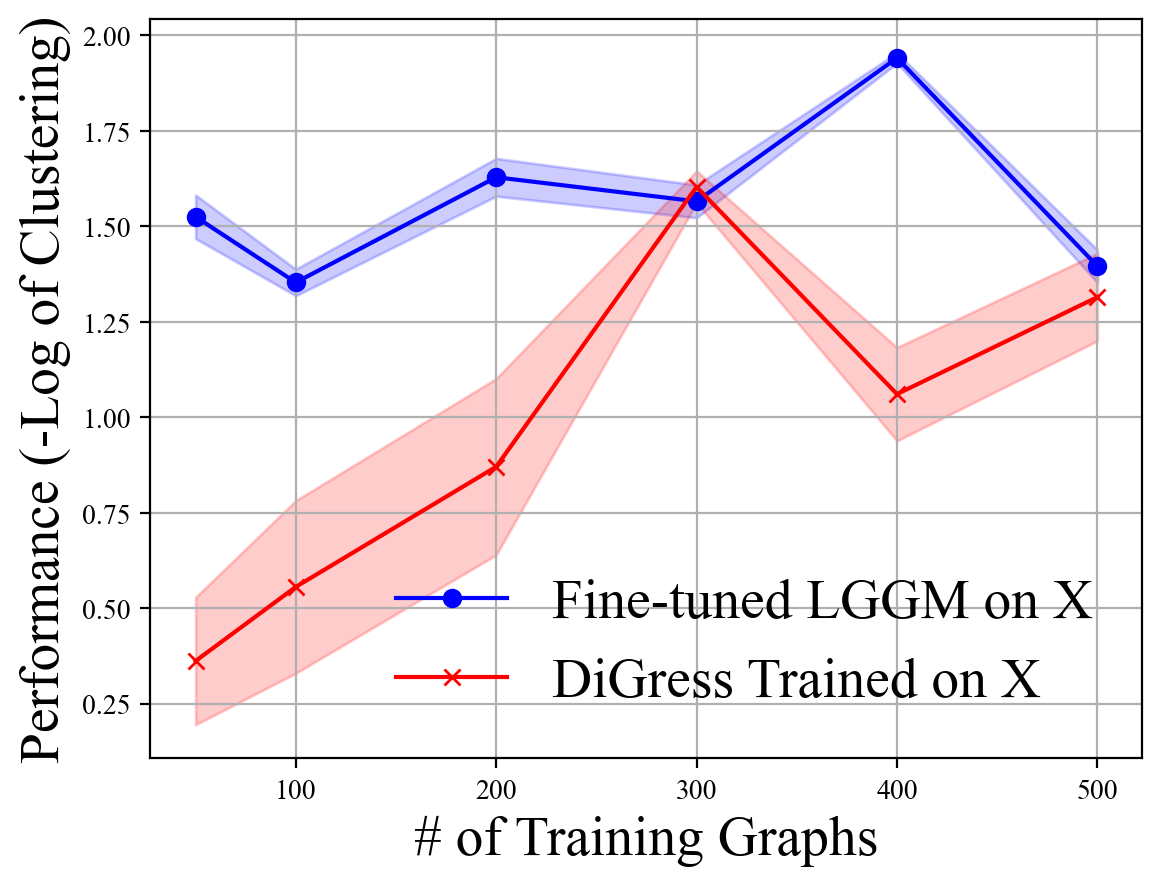 Performance (-Log of Clustering)
2.00
1.75
1.50
1.25
1.00
0.75
0.50
0.25
Fine-tuned LGGM on X
DiGress Trained on X
100 200 300 400 500
# of Training Graphs